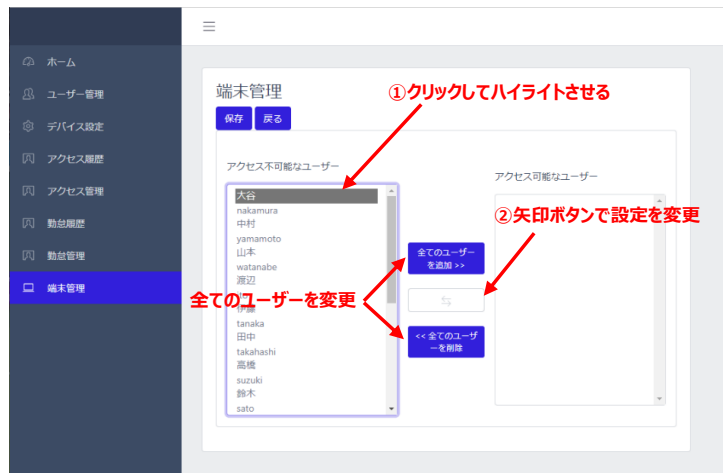 ホーム
ユーザー管理
デバイス設定
アクセス履歴
アクセス管理
勤怠履歴
勤怠管理
端末管理
端末管理
①クリックしてハイライトさせる
保存
戻る
アクセス不可能なユーザー
アクセス可能なユーザー
大谷
nakamura
中村
yamamoto
山本
watanabe
渡辺
伊藤
tanaka
田中
takahashi
高橋
suzuki
鈴木
sato
②矢印ボタンで設定を変更
全てのユーザー
を追加 >>
全てのユーザーを変更
<< 全てのユーザ
ーを削除